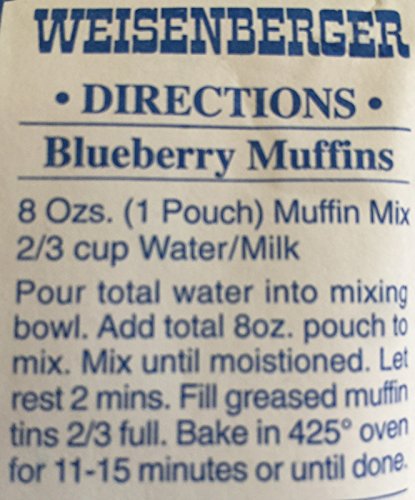 WEISENBERGER
• DIRECTIONS •
Blueberry Muffins
8 Ozs. (1 Pouch) Muffin Mix
2/3 cup Water/Milk
Pour total water into mixing
bowl. Add total 8oz. pouch to
mix. Mix until moistioned. Let
rest 2 mins. Fill greased muffin
tins 2/3 full. Bake in 425° oven
for 11-15 minutes or until done.